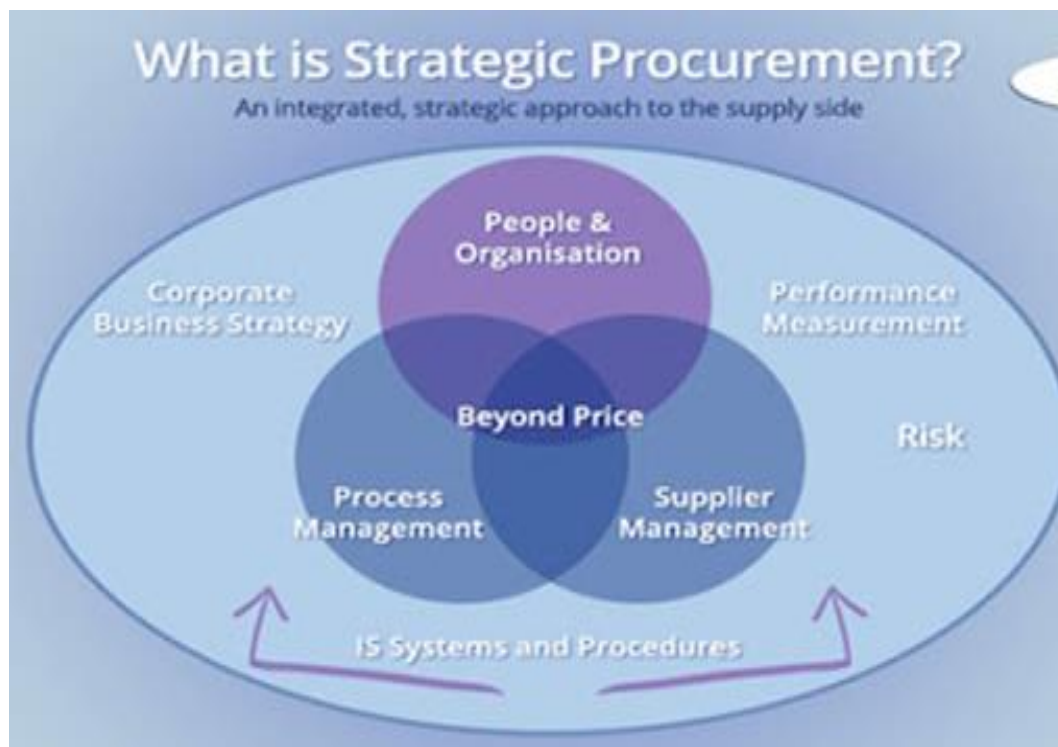 What is Strategic Procurement?
An integrated, strategic approach to the supply side
People &
Organisation
Corporate
Business Strategy
Performance
Measurement
Beyond Price
Risk
Process
Management
Supplier
Management
IS Systems and Procedures